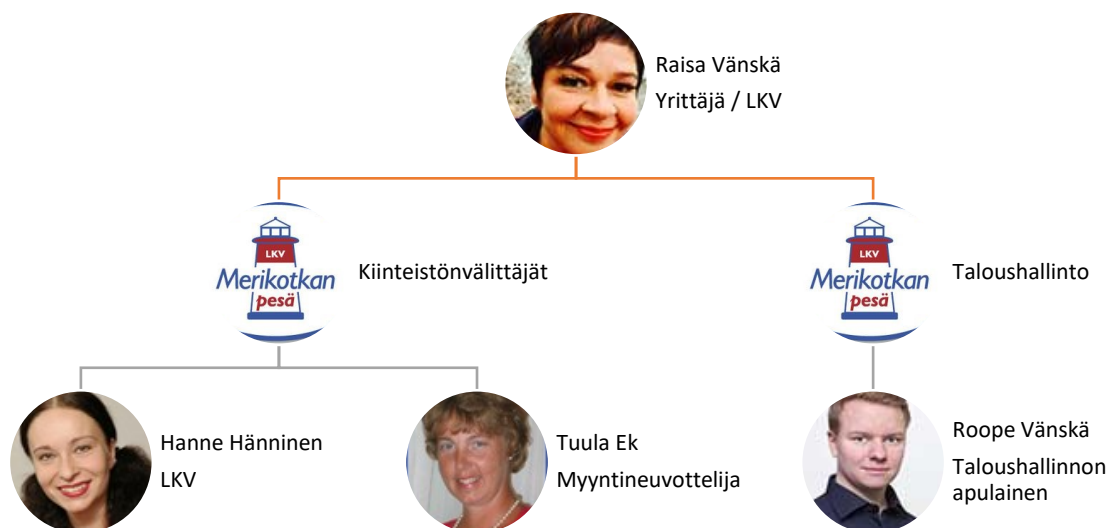 Raisa Vänskä
Yrittäjä / LKV
LKV
Merikotkan
pesä
Kiinteistönvälittäjät
LKV
Merikotkan
pesä
Taloushallinto
Hanne Hänninen
LKV
Tuula Ek
Myyntineuvottelija
Roope Vänskä
Taloushallinnon
apulainen